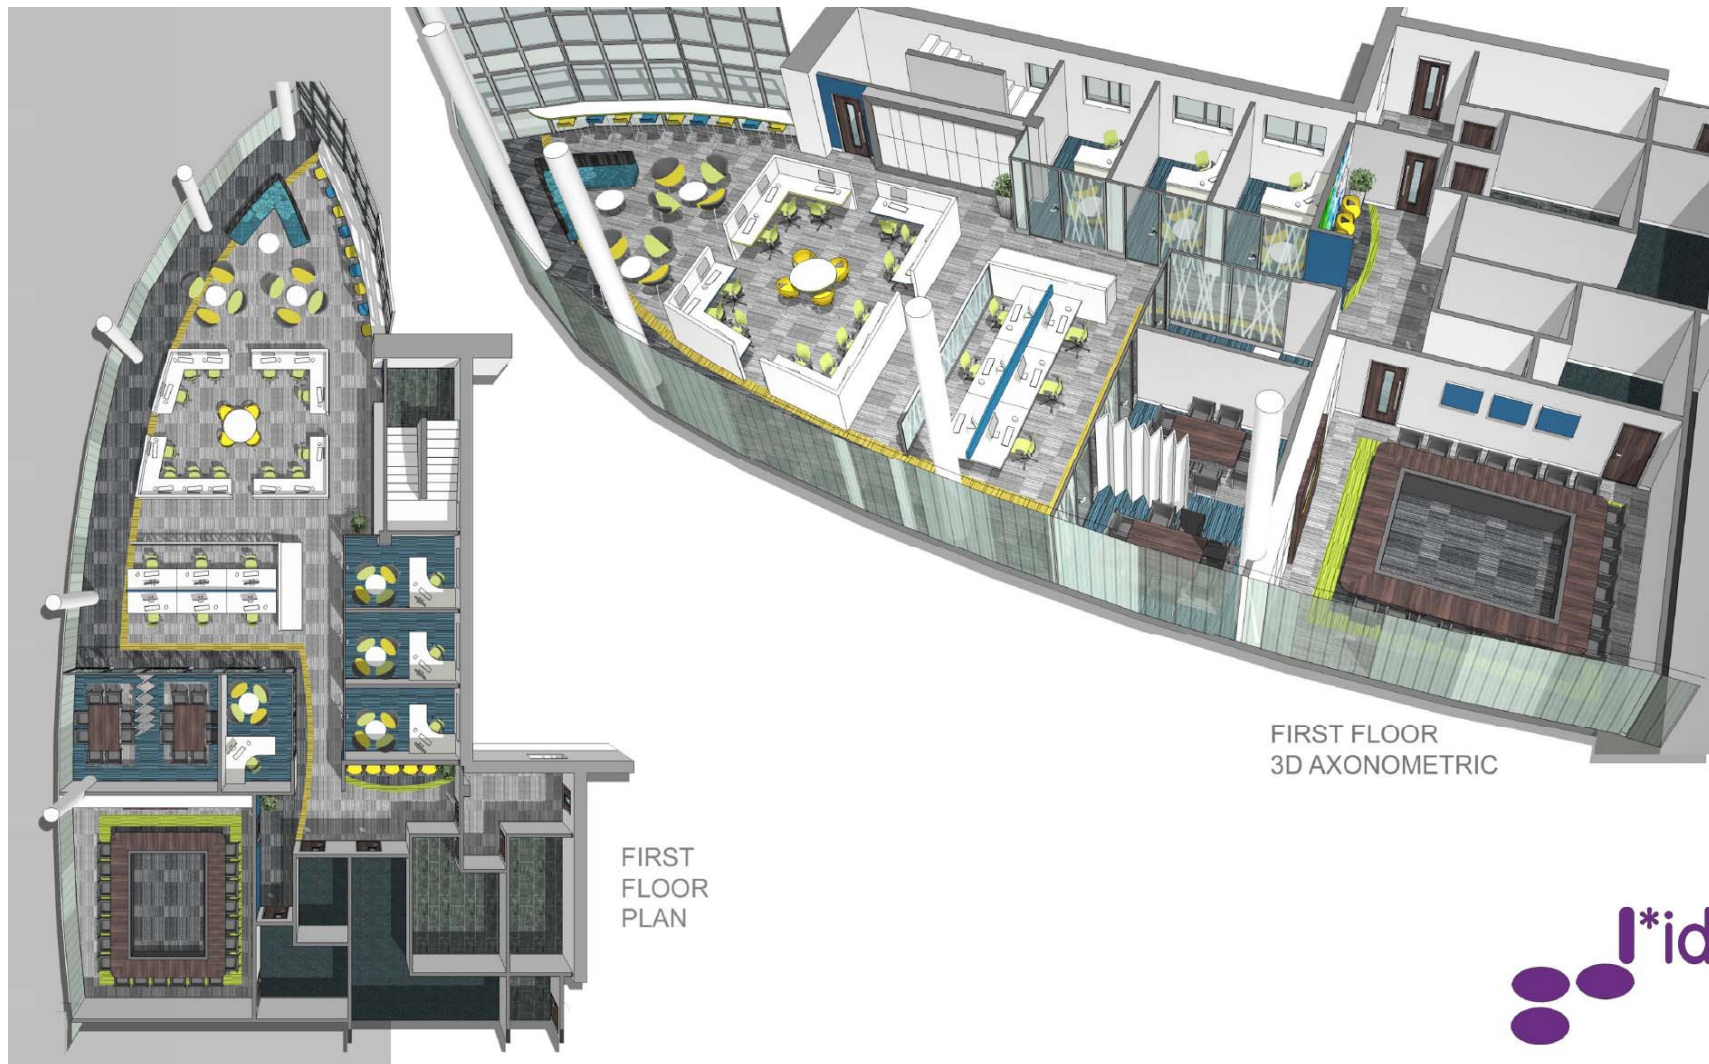 FIRST FLOOR
3D AXONOMETRIC
FIRST
FLOOR
PLAN
l*id